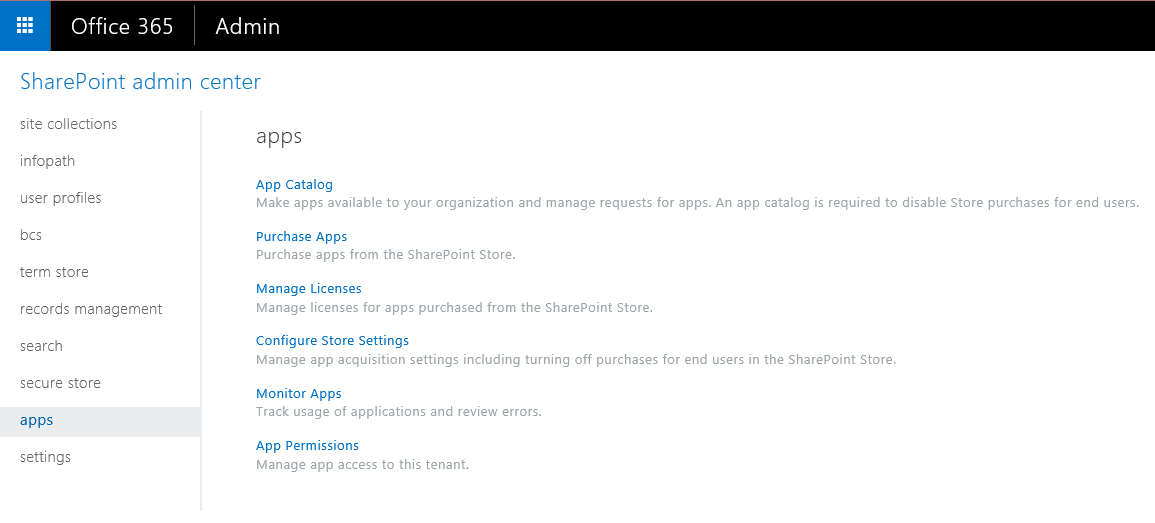 Office 365
Admin
SharePoint admin center
site collections
infopath
user profiles
bcs
term store
records management
search
secure store
apps
settings
apps
App Catalog
Make apps available to your organization and manage requests for apps. An app catalog is required to disable Store purchases for end users.
Purchase Apps
Purchase apps from the SharePoint Store.
Manage Licenses
Manage licenses for apps purchased from the SharePoint Store.
Configure Store Settings
Manage app acquisition settings including turning off purchases for end users in the SharePoint Store.
Monitor Apps
Track usage of applications and review errors.
App Permissions
Manage app access to this tenant.